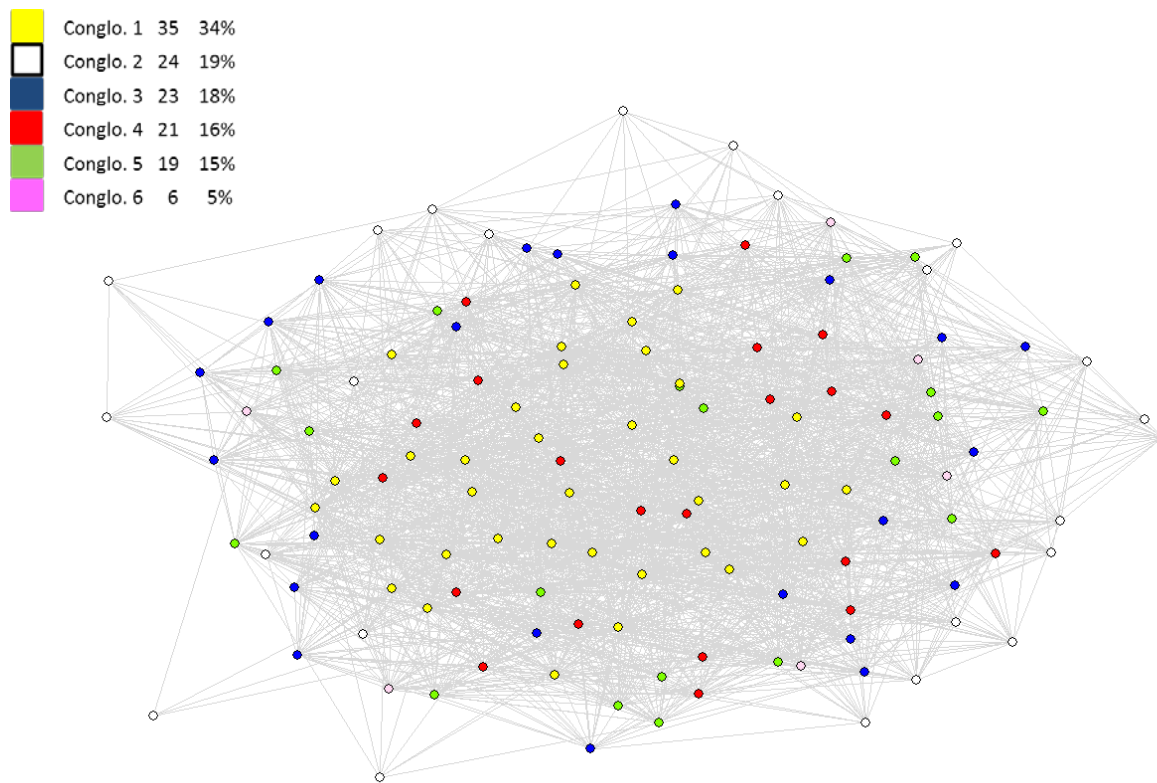 Conglo. 1 35 34%
Conglo. 2 24 19%
Conglo. 3 23 18%
Conglo. 4 21 16%
Conglo. 5 19 15%
Conglo. 6 6 5%